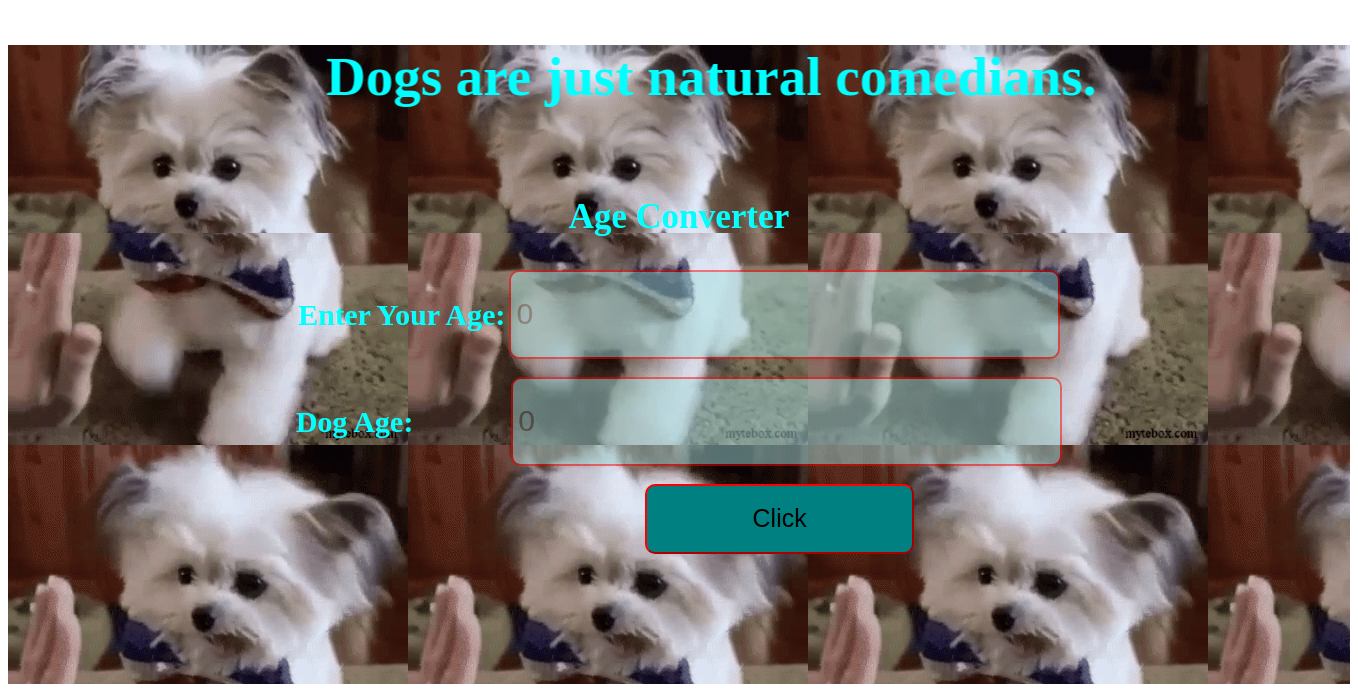 Dogs are just natural comedians.
Age Converter
Enter Your Age: 0
Dog Age: 0
mytebox.com mytebox.com mytebox.com
Click